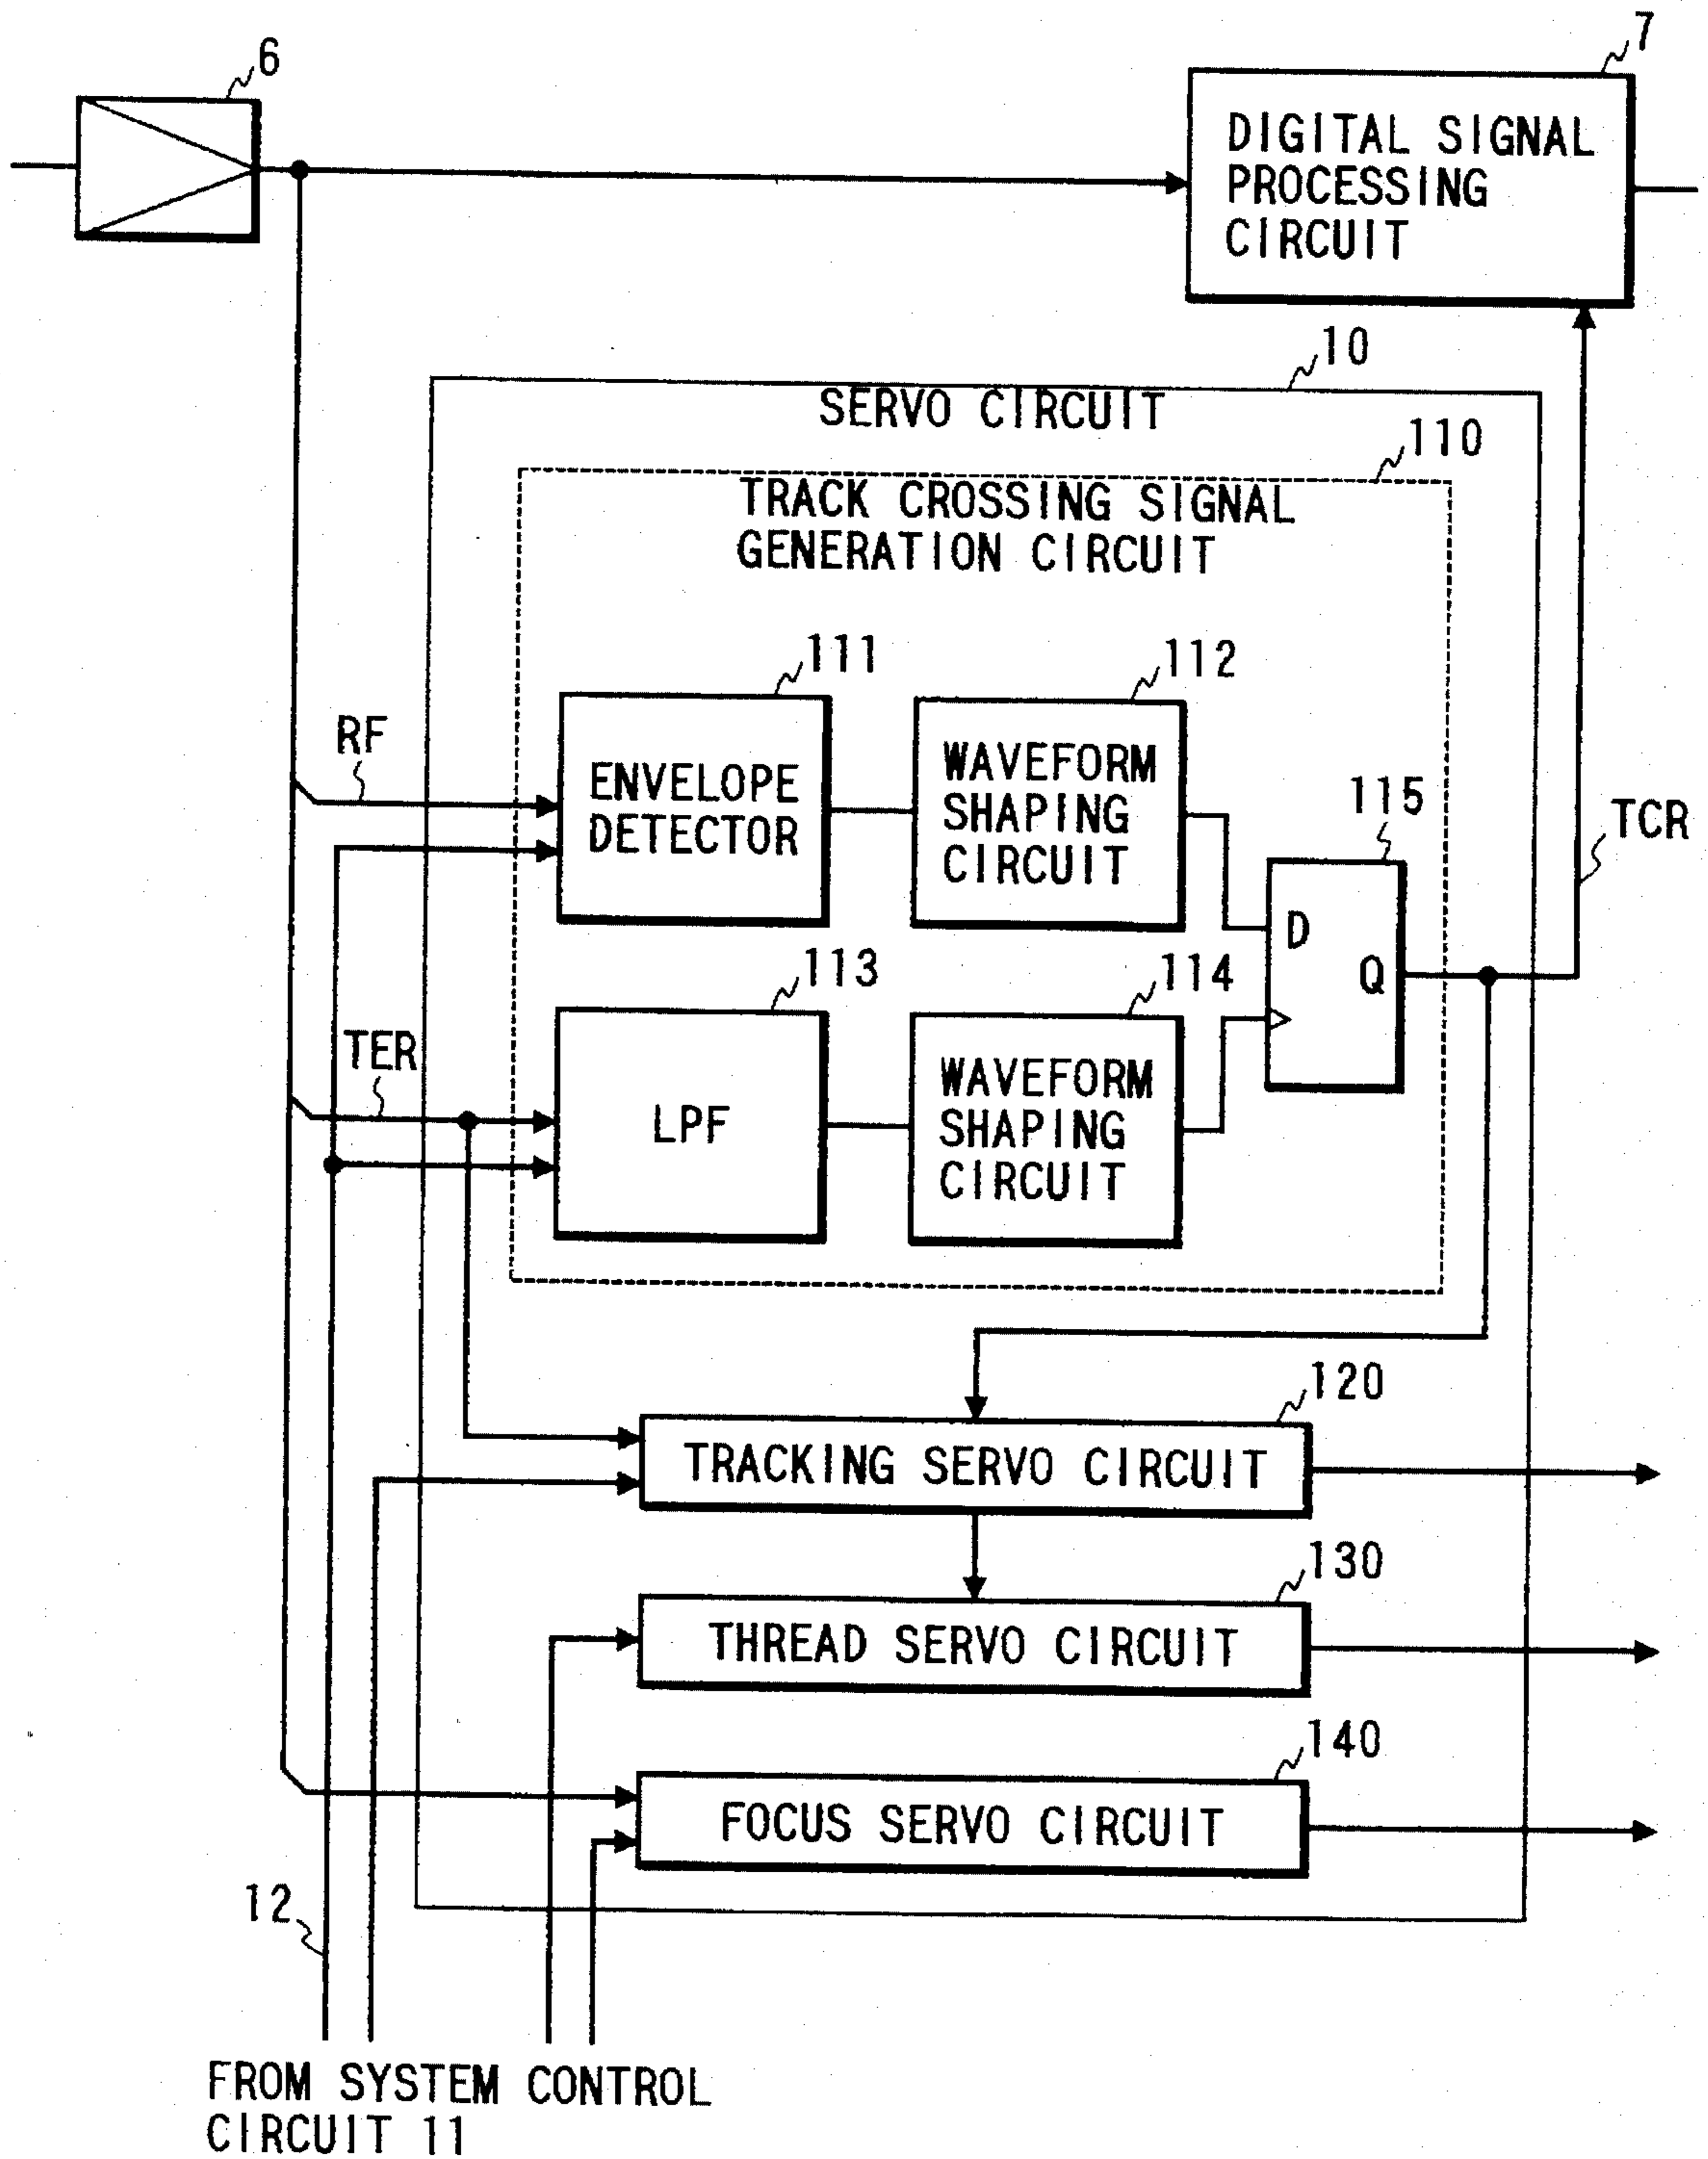 6
7
DIGITAL SIGNAL
PROCESSING
CIRCUIT
10
SERVO CIRCUIT
110
TRACK CROSSING SIGNAL
GENERATION CIRCUIT
111
112
RF
ENVELOPE
DETECTOR
WAVEFORM
SHAPING
CIRCUIT
115
TCR
D
Q
113
114
TER
LPF
WAVEFORM
SHAPING
CIRCUIT
120
TRACKING SERVO CIRCUIT
130
THREAD SERVO CIRCUIT
140
FOCUS SERVO CIRCUIT
12
FROM SYSTEM CONTROL
CIRCUIT 11